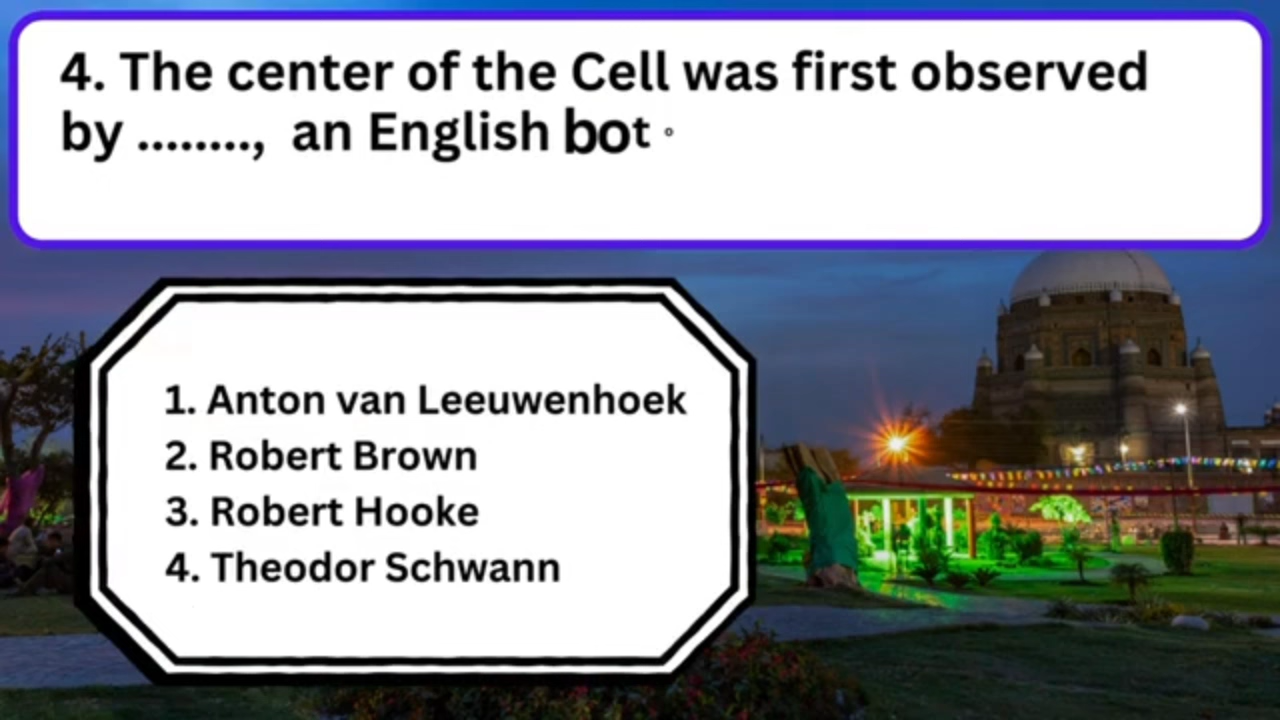 4. The center of the Cell was first observed
by ........, an English bot
1. Anton van Leeuwenhoek
2. Robert Brown
3. Robert Hooke
4. Theodor Schwann